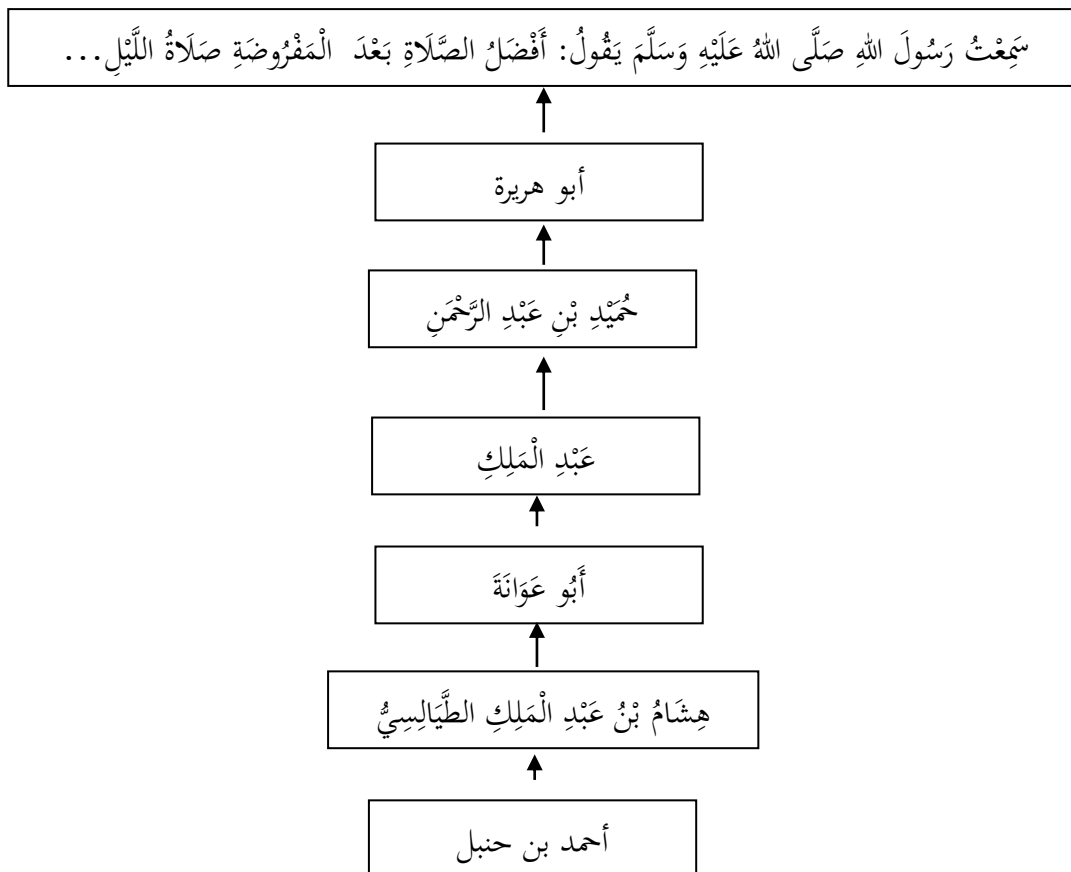 سَمِعْتُ رَسُولَ اللهِ صَلَّى اللهُ عَلَيْهِ وَسَلَّمَ يَقُولُ: أَفْضَلُ الصَّلَاةِ بَعْدَ الْمَفْرُوضَةِ صَلَاةُ اللَّيْلِ...
أبو هريرة
حُمَيْدِ بْنِ عَبْدِ الرَّحْمَنِ
عَبْدِ الْمَلِكِ
أَبُو عَوَانَةَ
هِشَامُ بْنُ عَبْدِ الْمَلِكِ الطَّيَالِسِيُّ
أحمد بن حنبل